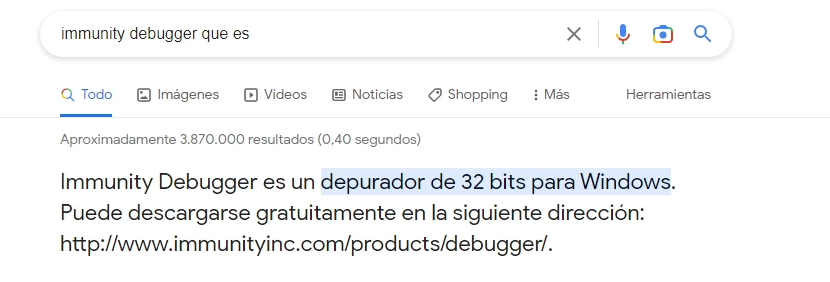 immunity debugger que es
Todo Imágenes Vídeos Noticias Shopping Más Herramientas
Aproximadamente 3.870.000 resultados (0,40 segundos)
Immunity Debugger es un depurador de 32 bits para Windows.
Puede descargarse gratuitamente en la siguiente dirección:
http://www.immunityinc.com/products/debugger/.